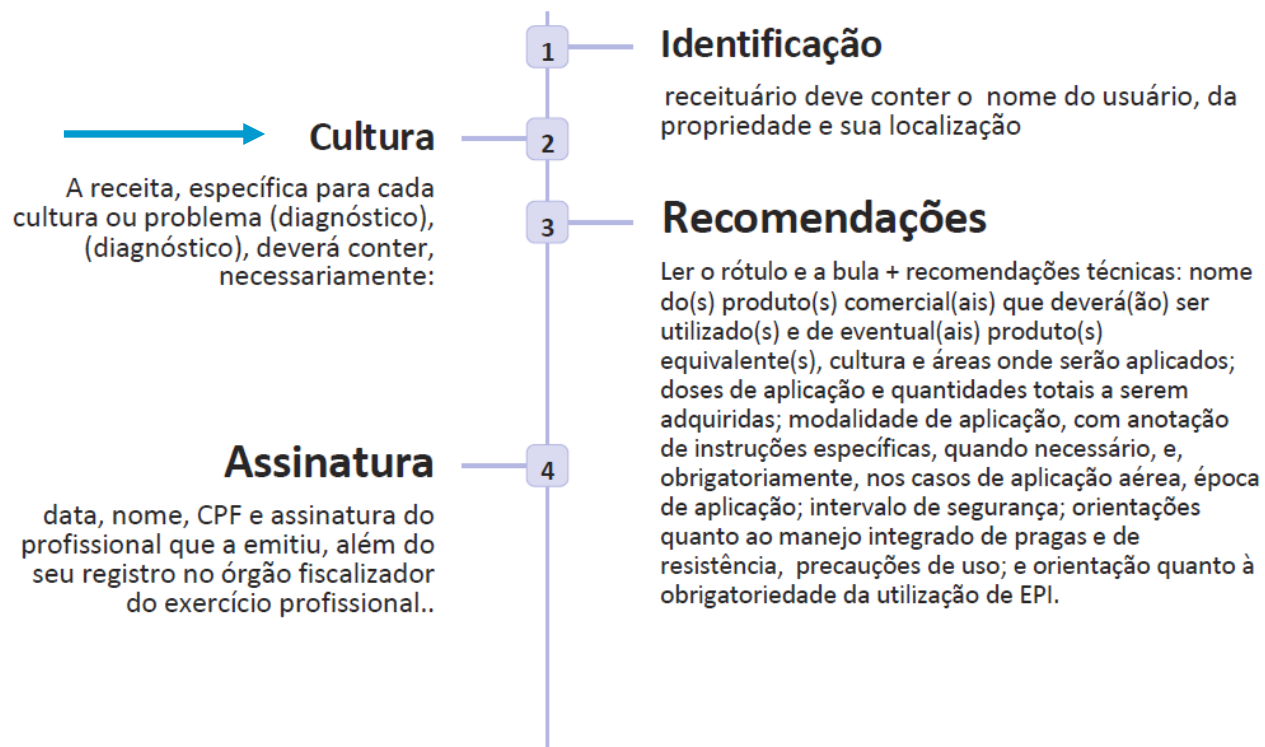 1
Identificação
receituário deve conter o nome do usuário, da
propriedade e sua localização
Cultura
2
A receita, específica para cada
cultura ou problema (diagnóstico),
(diagnóstico), deverá conter,
necessariamente:
3
Recomendações
Ler o rótulo e a bula + recomendações técnicas: nome
do(s) produto(s) comercial(ais) que deverá(ão) ser
utilizado(s) e de eventual(ais) produto(s)
equivalente(s), cultura e áreas onde serão aplicados;
doses de aplicação e quantidades totais a serem
adquiridas; modalidade de aplicação, com anotação
de instruções específicas, quando necessário, e,
obrigatoriamente, nos casos de aplicação aérea, época
de aplicação; intervalo de segurança; orientações
quanto ao manejo integrado de pragas e de
resistência, precauções de uso; e orientação quanto à
obrigatoriedade da utilização de EPI.
Assinatura
4
data, nome, CPF e assinatura do
profissional que a emitiu, além do
seu registro no órgão fiscalizador
do exercício profissional..